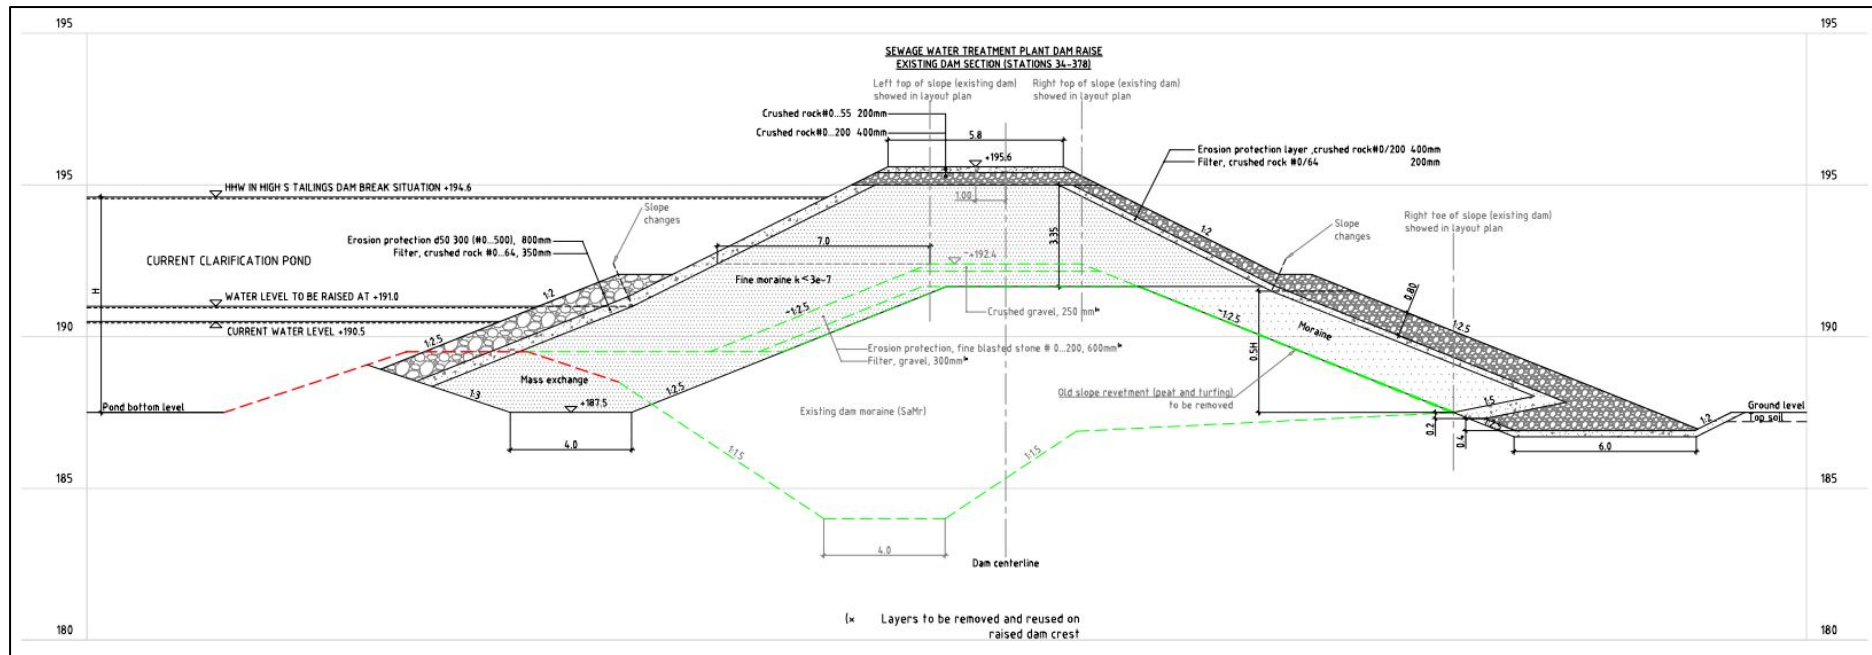 195
195
SEWAGE WATER TREATMENT PLANT DAM RAISE
EXISTING DAM SECTION (STATIONS 34-378)
Left top of slope (existing dam)
showed in layout plan
Right top of slope (existing dam)
showed in layout plan
Crushed rock#0...55 200mm
Crushed rock#0...200 400mm
5.8
+195.6
Erosion protection layer ,crushed rock#0/200 400mm
Filter, crushed rock #0/64 200mm
195
195
HHW IN HIGH S TAILINGS DAM BREAK SITUATION +194.6
1.00
Slope
changes
Right toe of slope (existing dam)
showed in layout plan
Slope
changes
1:2
3.35
7.0
Erosion protection d50 300 (#0...500), 800mm
Filter, crushed rock #0...64, 350mm
CURRENT CLARIFICATION POND
+192.4
Fine moraine k<3e-7
H
WATER LEVEL TO BE RAISED AT +191.0
1:2
0.80
~1:2.5
Crushed gravel, 250 mm*
~1:2.5
Moraine
1:2.5
CURRENT WATER LEVEL +190.5
190
190
1:2.5
Erosion protection, fine blasted stone # 0...200, 600mm*
Filter, gravel, 300mm*
0.5H
Mass exchange
1:3
1:2.5
Old slope revetment (peat and turfing)
to be removed
Pond bottom level
+187.5
Existing dam moraine (SaMr)
1:5
Ground level
Top soil
1:2
0.2
0.4
4.0
6.0
1:1.5
1:1.5
185
185
4.0
Dam centerline
(× Layers to be removed and reused on
raised dam crest
180
180